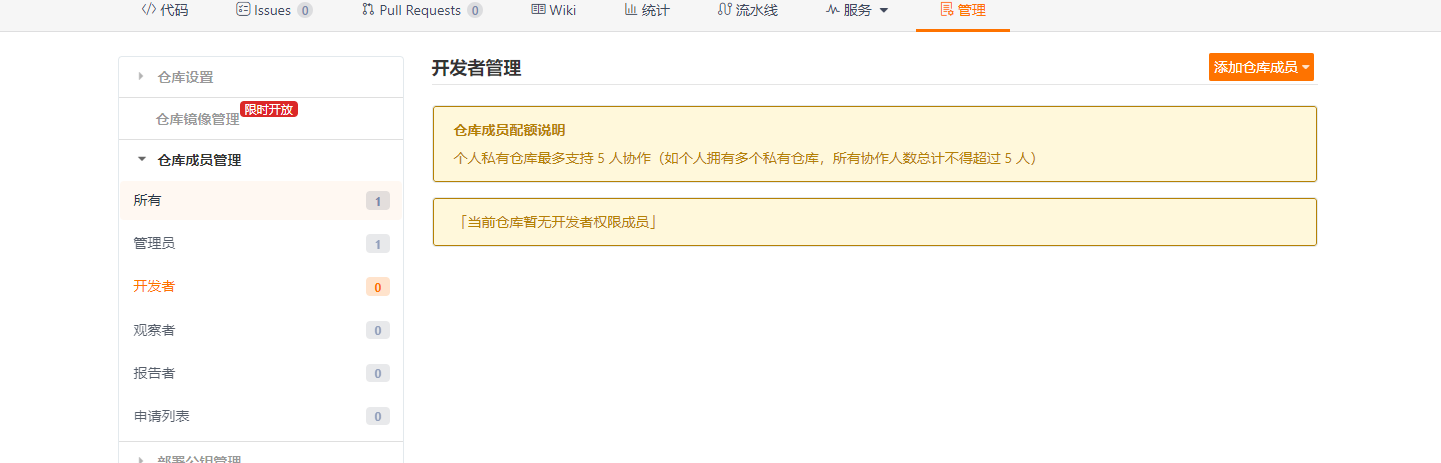 代码 Issues 0 Pull Requests 0 Wiki 统计 流水线 服务 管理
仓库设置
仓库镜像管理 限时开放
仓库成员管理
所有 1
管理员 1
开发者 0
观察者 0
报告者 0
申请列表 0
部署公钥管理
开发者管理
添加仓库成员
仓库成员配额说明
个人私有仓库最多支持 5 人协作（如个人拥有多个私有仓库，所有协作人数总计不得超过 5 人）
「当前仓库暂无开发者权限成员」